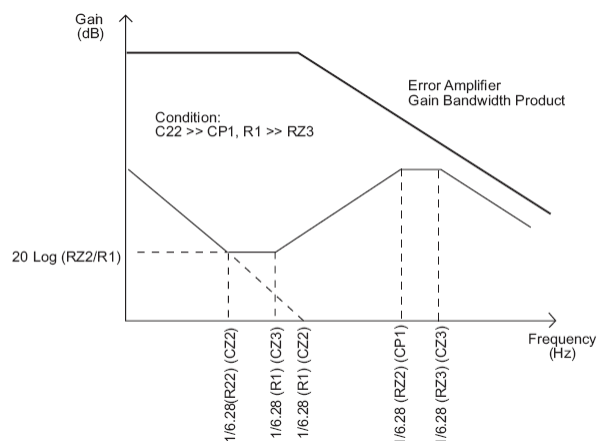 Gain
(dB)
Error Amplifier
Gain Bandwidth Product
Condition:
C22 >> CP1, R1 >> RZ3
20 Log (RZ2/R1)
Frequency
(Hz)
1/6.28(R22) (CZ2)
1/6.28 (R1) (CZ3)
1/6.28 (R1) (CZ2)
1/6.28 (RZ2) (CP1)
1/6.28 (RZ3) (CZ3)